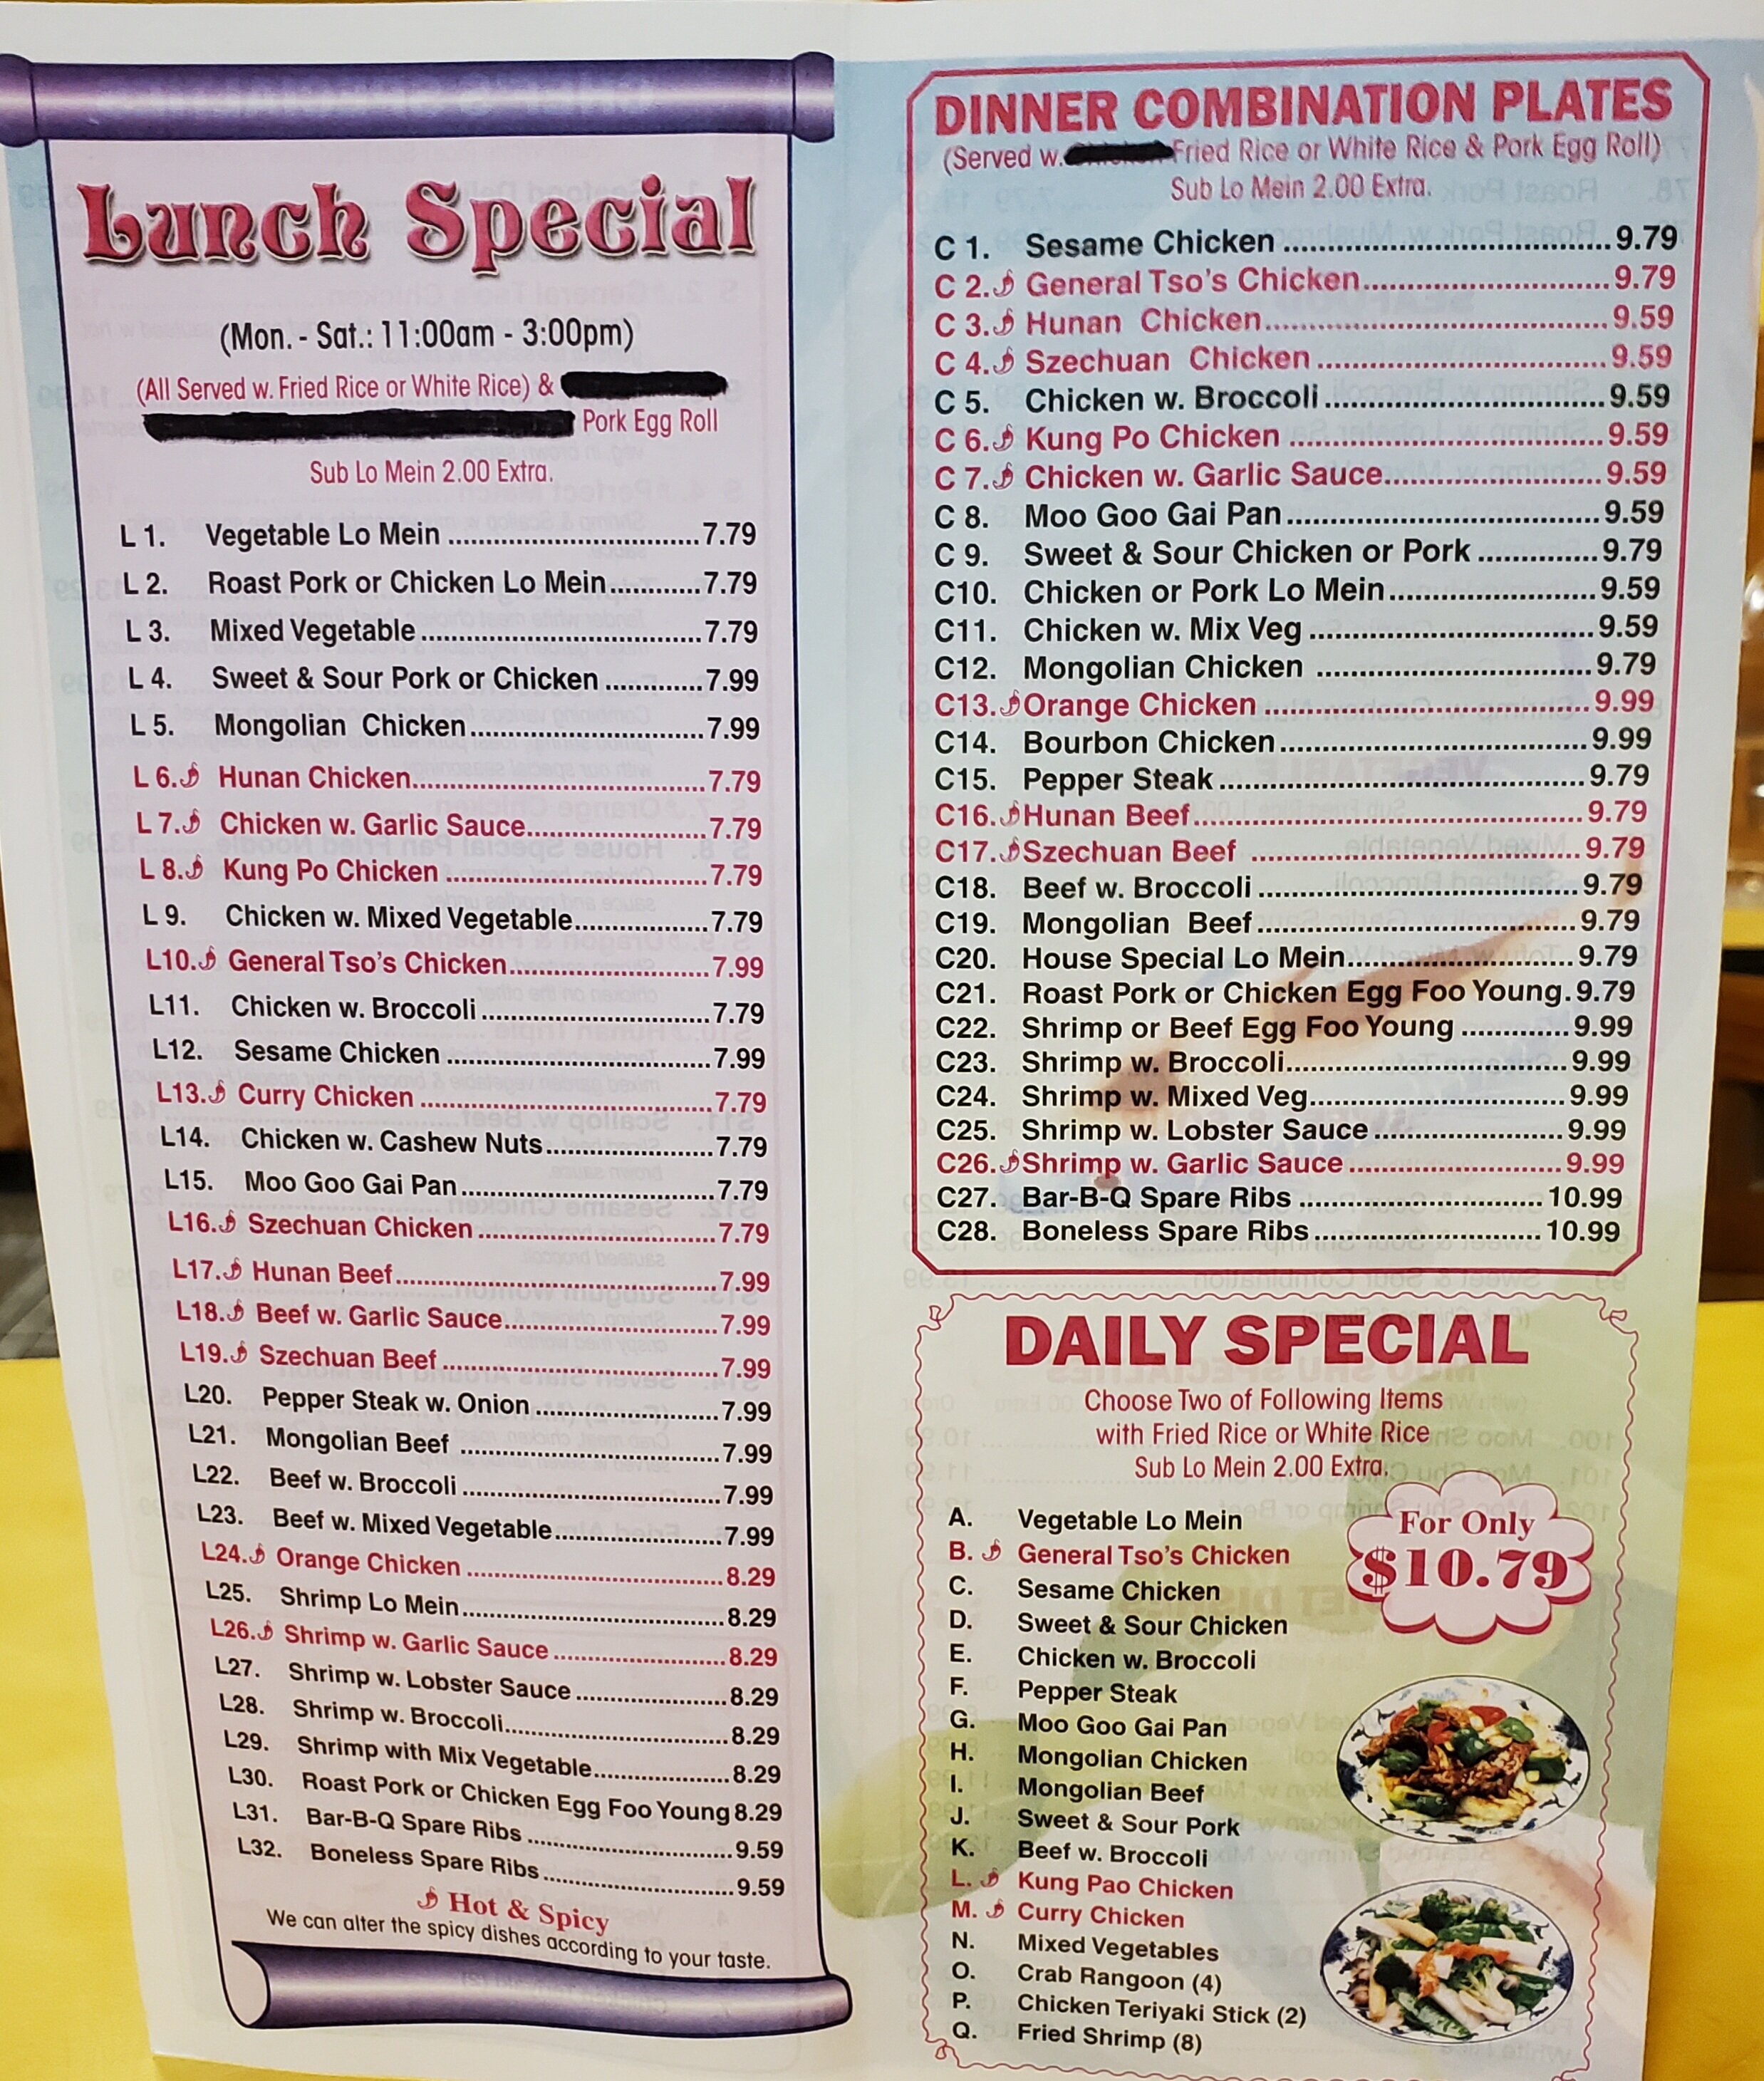 Lunch Special
(Mon. - Sat.: 11:00am - 3:00pm)
(All Served w. Fried Rice or White Rice) &
Pork Egg Roll
Sub Lo Mein 2.00 Extra.
L 1. Vegetable Lo Mein 7.79
L 2. Roast Pork or Chicken Lo Mein 7.79
L 3. Mixed Vegetable 7.79
L 4. Sweet & Sour Pork or Chicken 7.99
L 5. Mongolian Chicken 7.99
L 6. Hunan Chicken 7.79
L 7. Chicken w. Garlic Sauce 7.79
L 8. Kung Po Chicken 7.79
L 9. Chicken w. Mixed Vegetable 7.79
L10. General Tso's Chicken 7.99
L11. Chicken w. Broccoli 7.79
L12. Sesame Chicken 7.99
L13. Curry Chicken 7.79
L14. Chicken w. Cashew Nuts 7.79
L15. Moo Goo Gai Pan 7.79
L16. Szechuan Chicken 7.79
L17. Hunan Beef 7.99
L18. Beef w. Garlic Sauce 7.99
L19. Szechuan Beef 7.99
L20. Pepper Steak w. Onion 7.99
L21. Mongolian Beef 7.99
L22. Beef w. Broccoli 7.99
L23. Beef w. Mixed Vegetable 7.99
L24. Orange Chicken 8.29
L25. Shrimp Lo Mein 8.29
L26. Shrimp w. Garlic Sauce 8.29
L27. Shrimp w. Lobster Sauce 8.29
L28. Shrimp w. Broccoli 8.29
L29. Shrimp with Mix Vegetable 8.29
L30. Roast Pork or Chicken Egg Foo Young 8.29
L31. Bar-B-Q Spare Ribs 9.59
L32. Boneless Spare Ribs 9.59
Hot & Spicy
We can alter the spicy dishes according to your taste.
DINNER COMBINATION PLATES
(Served w. Fried Rice or White Rice & Pork Egg Roll)
Sub Lo Mein 2.00 Extra.
C 1. Sesame Chicken 9.79
C 2. General Tso's Chicken 9.79
C 3. Hunan Chicken 9.59
C 4. Szechuan Chicken 9.59
C 5. Chicken w. Broccoli 9.59
C 6. Kung Po Chicken 9.59
C 7. Chicken w. Garlic Sauce 9.59
C 8. Moo Goo Gai Pan 9.59
C 9. Sweet & Sour Chicken or Pork 9.79
C10. Chicken or Pork Lo Mein 9.59
C11. Chicken w. Mix Veg 9.59
C12. Mongolian Chicken 9.79
C13. Orange Chicken 9.99
C14. Bourbon Chicken 9.99
C15. Pepper Steak 9.79
C16. Hunan Beef 9.79
C17. Szechuan Beef 9.79
C18. Beef w. Broccoli 9.79
C19. Mongolian Beef 9.79
C20. House Special Lo Mein 9.79
C21. Roast Pork or Chicken Egg Foo Young. 9.79
C22. Shrimp or Beef Egg Foo Young 9.99
C23. Shrimp w. Broccoli 9.99
C24. Shrimp w. Mixed Veg 9.99
C25. Shrimp w. Lobster Sauce 9.99
C26. Shrimp w. Garlic Sauce 9.99
C27. Bar-B-Q Spare Ribs 10.99
C28. Boneless Spare Ribs 10.99
DAILY SPECIAL
Choose Two of Following Items
with Fried Rice or White Rice
Sub Lo Mein 2.00 Extra.
For Only
$10.79
A. Vegetable Lo Mein
B. General Tso's Chicken
C. Sesame Chicken
D. Sweet & Sour Chicken
E. Chicken w. Broccoli
F. Pepper Steak
G. Moo Goo Gai Pan
H. Mongolian Chicken
I. Mongolian Beef
J. Sweet & Sour Pork
K. Beef w. Broccoli
L. Kung Pao Chicken
M. Curry Chicken
N. Mixed Vegetables
O. Crab Rangoon (4)
P. Chicken Teriyaki Stick (2)
Q. Fried Shrimp (8)